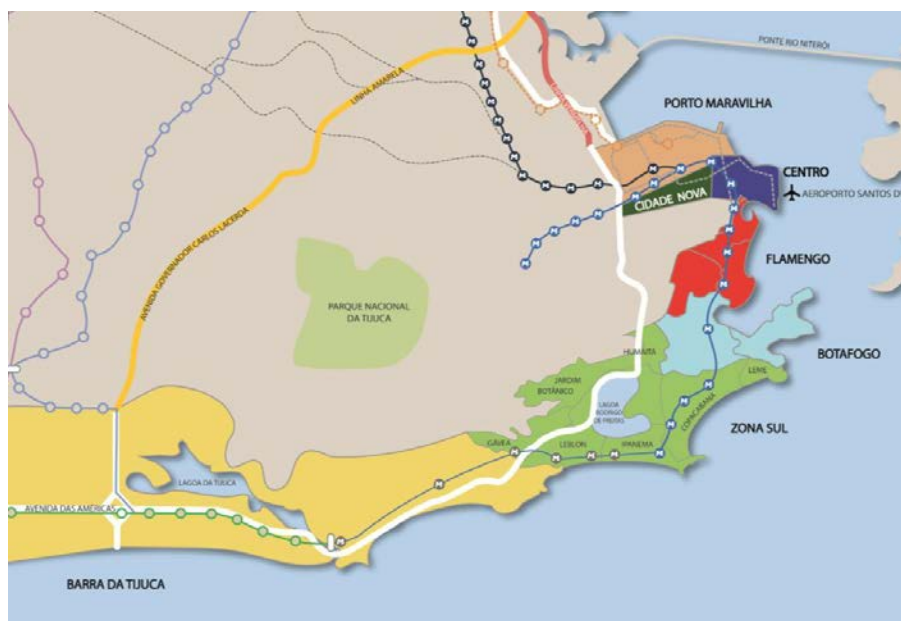 PONTE RIO NITERÓI
PORTO MARAVILHA
LINHA AMARELA
CENTRO
AEROPORTO SANTOS DU
CIDADE NOVA
AVENIDA GOVERNADOR CARLOS LACERDA
FLAMENGO
PARQUE NACIONAL
DA TIJUCA
BOTAFOGO
HUMAITÁ
LEME
JARDIM
BOTÂNICO
LAGOA
RODRIGO
DE FREITAS
COPACABANA
ZONA SUL
GÁVEA
LEBLON
IPANEMA
LAGOA DA TIJUCA
AVENIDA DAS AMÉRICAS
BARRA DA TIJUCA